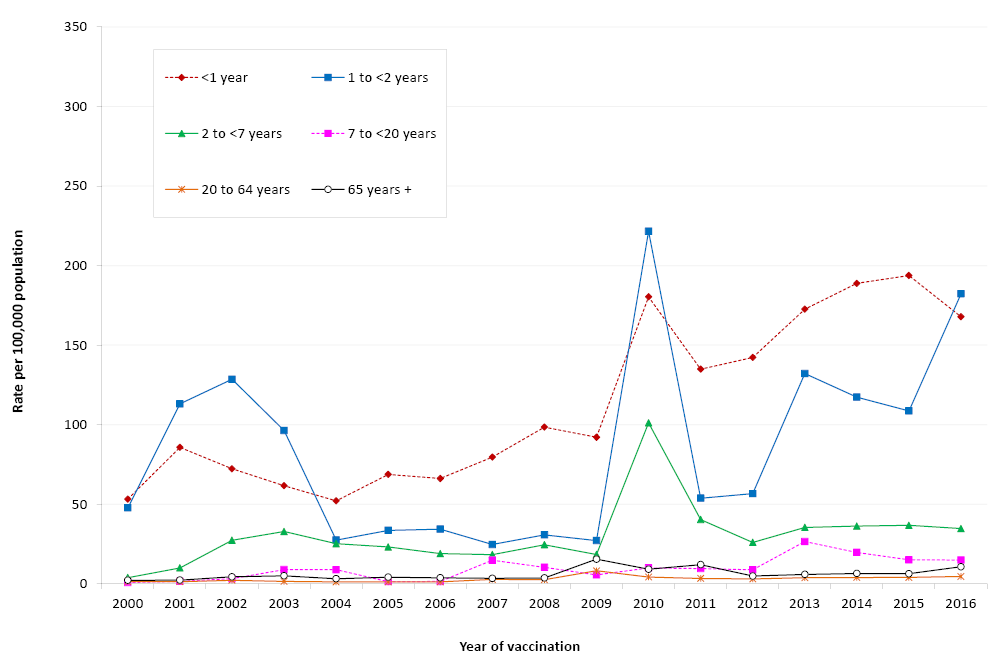 350
300
250
200
150
100
50
0
Rate per 100,000 population
<1 year 1 to <2 years
2 to <7 years 7 to <20 years
20 to 64 years 65 years +
2000 2001 2002 2003 2004 2005 2006 2007 2008 2009 2010 2011 2012 2013 2014 2015 2016
Year of vaccination